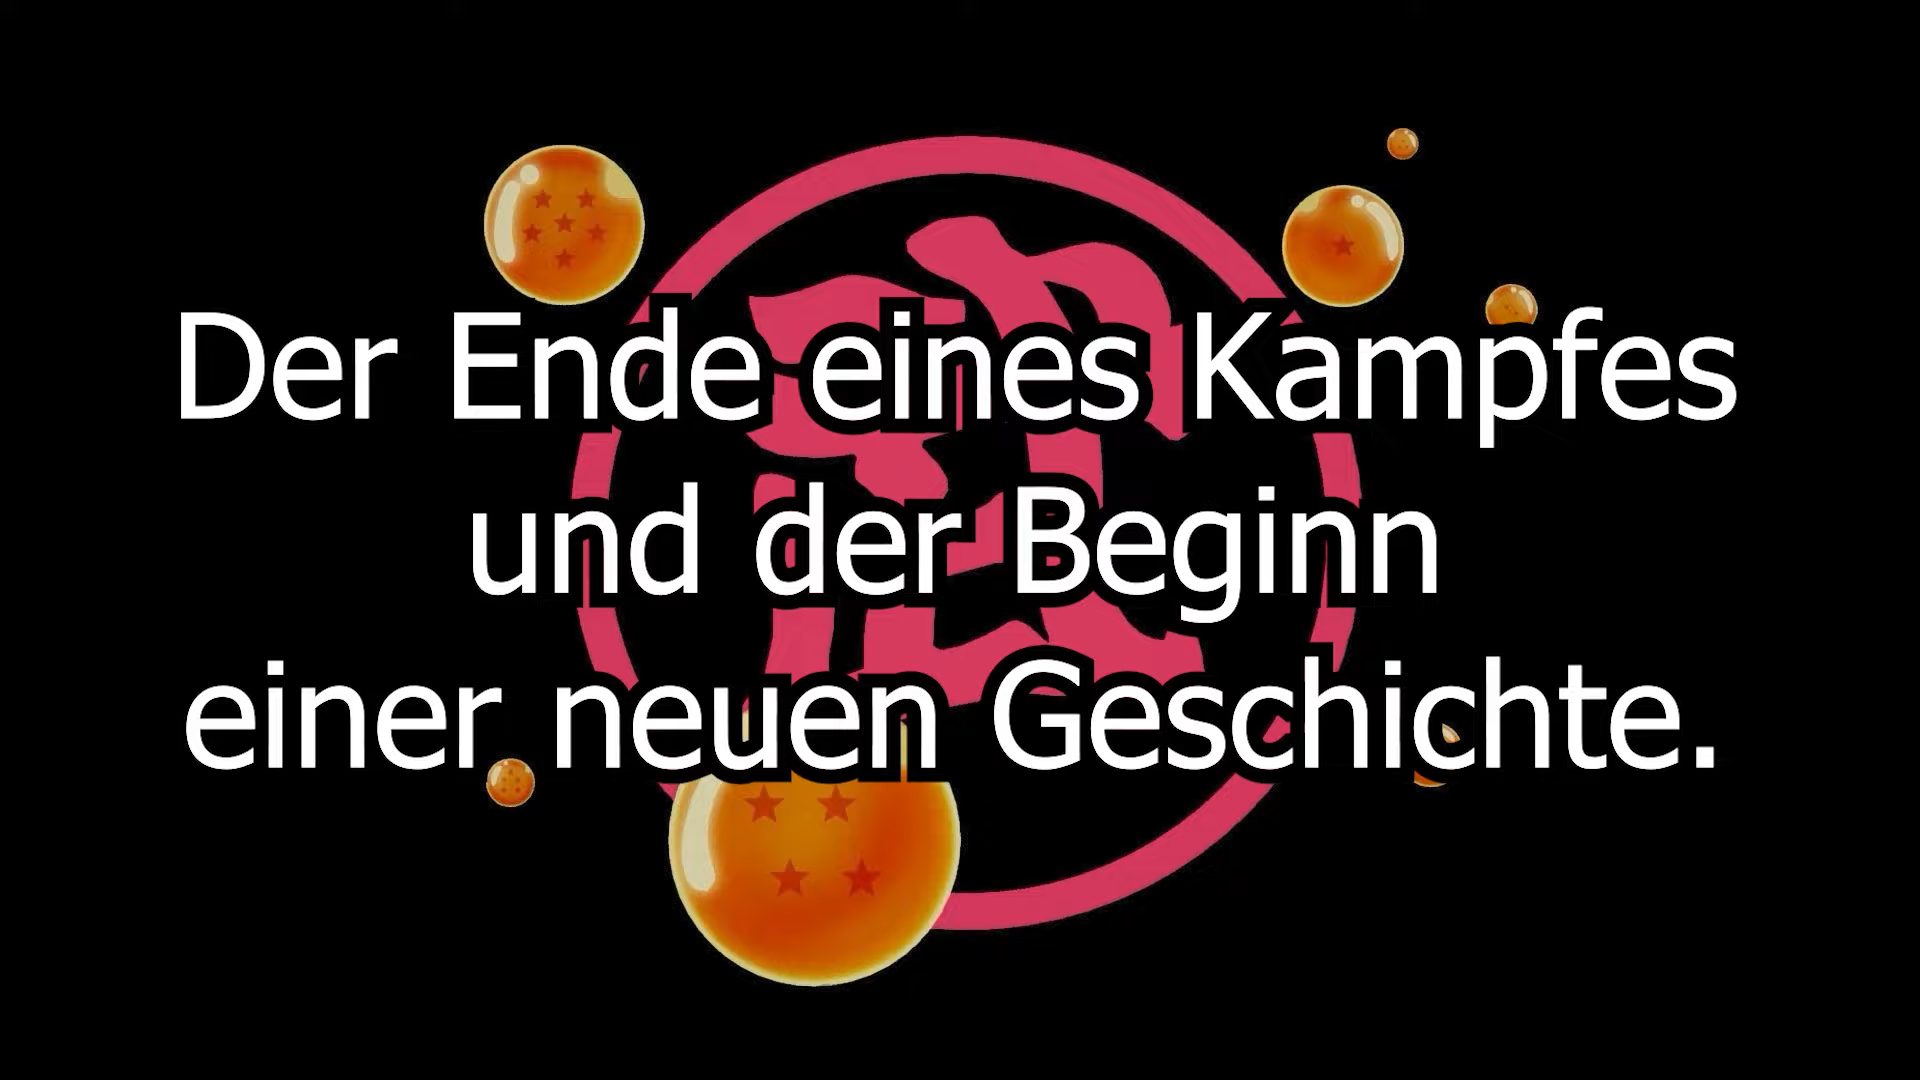 Der Ende eines Kampfes
und der Beginn
einer neuen Geschichte.